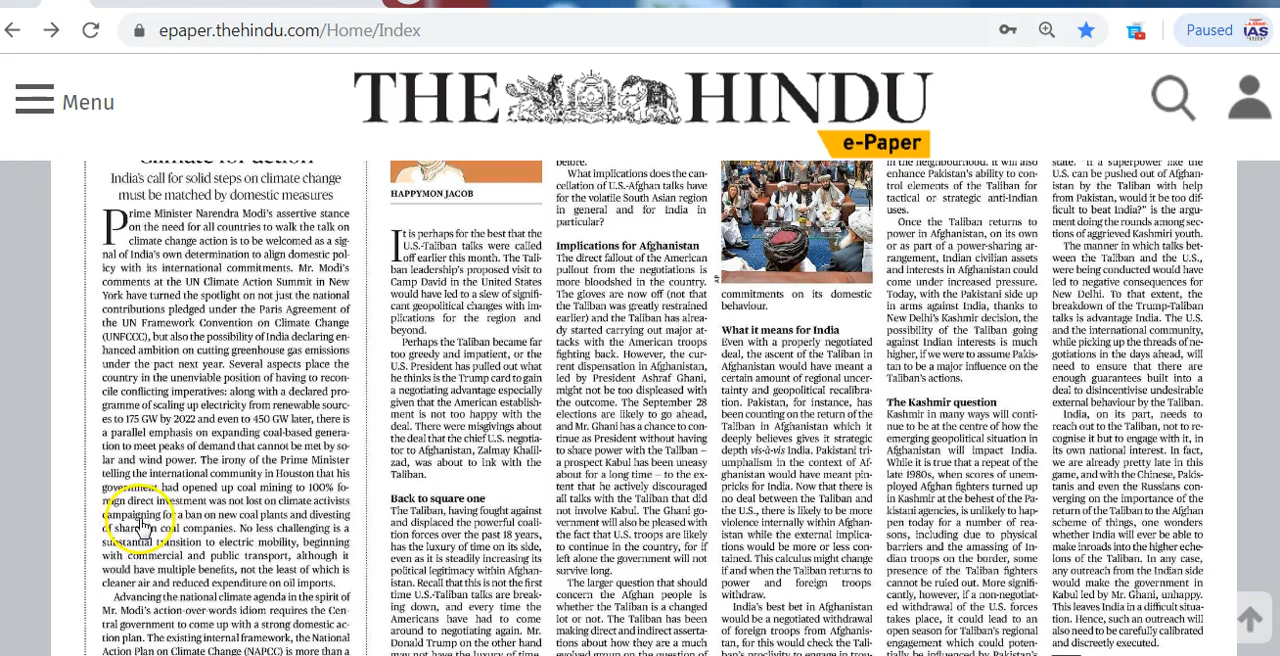 epaper.thehindu.com/Home/Index
Paused
IAS
Menu
THE HINDU
e-Paper
Climate for action
India's call for solid steps on climate change
must be matched by domestic measures
Prime Minister Narendra Modi's assertive stance
on the need for all countries to walk the talk on
climate change action is to be welcomed as a sig-
nal of India's own determination to align domestic pol-
icy with its international commitments. Mr. Modi's
comments at the UN Climate Action Summit in New
York have turned the spotlight on not just the national
contributions pledged under the Paris Agreement of
the UN Framework Convention on Climate Change
(UNFCCC), but also the possibility of India declaring en-
hanced ambition on cutting greenhouse gas emissions
under the pact next year. Several aspects place the
country in the unenviable position of having to recon-
cile conflicting imperatives: along with a declared pro-
gramme of scaling up electricity from renewable sourc-
es to 175 GW by 2022 and even to 450 GW later, there is
a parallel emphasis on expanding coal-based genera-
tion to meet peaks of demand that cannot be met by so-
lar and wind power. The irony of the Prime Minister
telling the international community in Houston that his
government had opened up coal mining to 100% fo-
reign direct investment was not lost on climate activists
campaigning for a ban on new coal plants and divesting
of shares in coal companies. No less challenging is a
substantial transition to electric mobility, beginning
with commercial and public transport, although it
would have multiple benefits, not the least of which is
cleaner air and reduced expenditure on oil imports.
Advancing the national climate agenda in the spirit of
Mr. Modi's action-over-words idiom requires the Cen-
tral government to come up with a strong domestic ac-
tion plan. The existing internal framework, the National
Action Plan on Climate Change (NAPCC) is more than a
HAPPYMON JACOB
It is perhaps for the best that the
U.S.-Taliban talks were called
off earlier this month. The Tali-
ban leadership's proposed visit to
Camp David in the United States
would have led to a slew of signifi-
cant geopolitical changes with im-
plications for the region and
beyond.
Perhaps the Taliban became far
too greedy and impatient, or the
U.S. President has pulled out what
he thinks is the Trump card to gain
a negotiating advantage especially
given that the American establish-
ment is not too happy with the
deal. There were misgivings about
the deal that the chief U.S. negotia-
tor to Afghanistan, Zalmay Khalil-
zad, was about to ink with the
Taliban.
Back to square one
The Taliban, having fought against
and displaced the powerful coali-
tion forces over the past 18 years,
has the luxury of time on its side,
even as it is steadily increasing its
political legitimacy within Afghan-
istan. Recall that this is not the first
time U.S.-Taliban talks are break-
ing down, and every time the
Americans have had to come
around to negotiating again. Mr.
Donald Trump on the other hand
may not have the luxury of time,
before.
What implications does the can-
cellation of U.S.-Afghan talks have
for the volatile South Asian region
in general and for India in
particular?
Implications for Afghanistan
The direct fallout of the American
pullout from the negotiations is
more bloodshed in the country.
The gloves are now off (not that
the Taliban was greatly restrained
earlier) and the Taliban has alrea-
dy started carrying out major at-
tacks with the American troops
fighting back. However, the cur-
rent dispensation in Afghanistan,
led by President Ashraf Ghani,
might not be too displeased with
the outcome. The September 28
elections are likely to go ahead,
and Mr. Ghani has a chance to con-
tinue as President without having
to share power with the Taliban –
a prospect Kabul has been uneasy
about for a long time – to the ex-
tent that he actively discouraged
all talks with the Taliban that did
not involve Kabul. The Ghani go-
vernment will also be pleased with
the fact that U.S. troops are likely
to continue in the country, for if
left alone the government will not
survive long.
The larger question that should
concern the Afghan people is
whether the Taliban is a changed
lot or not. The Taliban has been
making direct and indirect asserta-
tions about how they are a much
evolved group on the question of
AP
commitments on its domestic
behaviour.
What it means for India
Even with a properly negotiated
deal, the ascent of the Taliban in
Afghanistan would have meant a
certain amount of regional uncer-
tainty and geopolitical recalibra-
tion. Pakistan, for instance, has
been counting on the return of the
Taliban in Afghanistan which it
deeply believes gives it strategic
depth vis-à-vis India. Pakistani tri-
umphalism in the context of Af-
ghanistan would have meant pin-
pricks for India. Now that there is
no deal between the Taliban and
the U.S., there is likely to be more
violence internally within Afghan-
istan while the external implica-
tions would be more or less con-
tained. This calculus might change
if and when the Taliban returns to
power and foreign troops
withdraw.
India's best bet in Afghanistan
would be a negotiated withdrawal
of foreign troops from Afghanis-
tan, for this would check the Tali-
ban's proclivity to engage in trou-
in the neighbourhood. It will also
enhance Pakistan's ability to con-
trol elements of the Taliban for
tactical or strategic anti-Indian
uses.
Once the Taliban returns to
power in Afghanistan, on its own
or as part of a power-sharing ar-
rangement, Indian civilian assets
and interests in Afghanistan could
come under increased pressure.
Today, with the Pakistani side up
in arms against India, thanks to
New Delhi's Kashmir decision, the
possibility of the Taliban going
against Indian interests is much
higher, if we were to assume Pakis-
tan to be a major influence on the
Taliban's actions.
The Kashmir question
Kashmir in many ways will conti-
nue to be at the centre of how the
emerging geopolitical situation in
Afghanistan will impact India.
While it is true that a repeat of the
late 1980s, when scores of unem-
ployed Afghan fighters turned up
in Kashmir at the behest of the Pa-
kistani agencies, is unlikely to hap-
pen today for a number of rea-
sons, including due to physical
barriers and the amassing of In-
dian troops on the border, some
presence of the Taliban fighters
cannot be ruled out. More signifi-
cantly, however, if a non-negotiat-
ed withdrawal of the U.S. forces
takes place, it could lead to an
open season for Taliban's regional
engagement which could poten-
tially be influenced by Pakistan's
state. "If a superpower like the
U.S. can be pushed out of Afghan-
istan by the Taliban with help
from Pakistan, would it be too dif-
ficult to beat India?" is the argu-
ment doing the rounds among sec-
tions of aggrieved Kashmiri youth.
The manner in which talks bet-
ween the Taliban and the U.S.,
were being conducted would have
led to negative consequences for
New Delhi. To that extent, the
breakdown of the Trump-Taliban
talks is advantage India. The U.S.
and the international community,
while picking up the threads of ne-
gotiations in the days ahead, will
need to ensure that there are
enough guarantees built into a
deal to disincentivise undesirable
external behaviour by the Taliban.
India, on its part, needs to
reach out to the Taliban, not to re-
cognise it but to engage with it, in
its own national interest. In fact,
we are already pretty late in this
game, and with the Chinese, Pakis-
tanis and even the Russians con-
verging on the importance of the
return of the Taliban to the Afghan
scheme of things, one wonders
whether India will ever be able to
make inroads into the higher eche-
lons of the Taliban. In any case,
any outreach from the Indian side
would make the government in
Kabul led by Mr. Ghani, unhappy.
This leaves India in a difficult situa-
tion. Hence, such an outreach will
also need to be carefully calibrated
and discreetly executed.